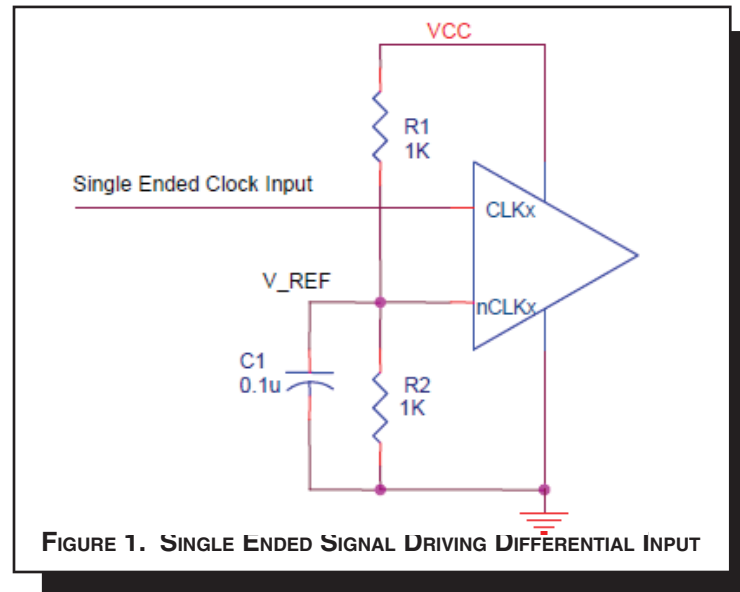 VCC
R1
1K
Single Ended Clock Input
CLKx
V_REF
nCLKx
C1
0.1u
R2
1K
FIGURE 1. SINGLE ENDED SIGNAL DRIVING DIFFERENTIAL INPUT